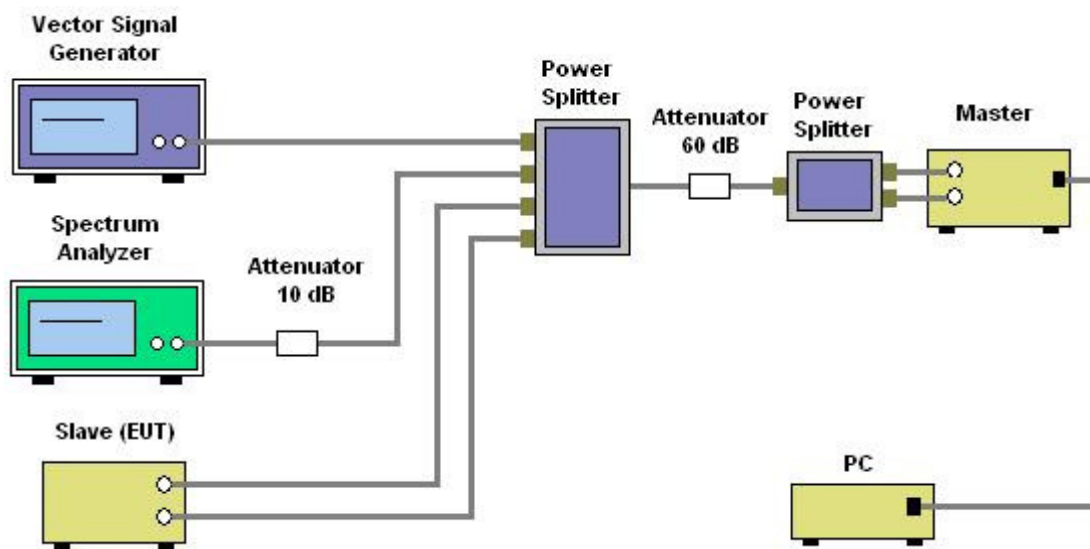 Vector Signal
Generator
Power
Splitter
Attenuator
60 dB
Power
Splitter
Master
Spectrum
Analyzer
Attenuator
10 dB
Slave (EUT)
PC